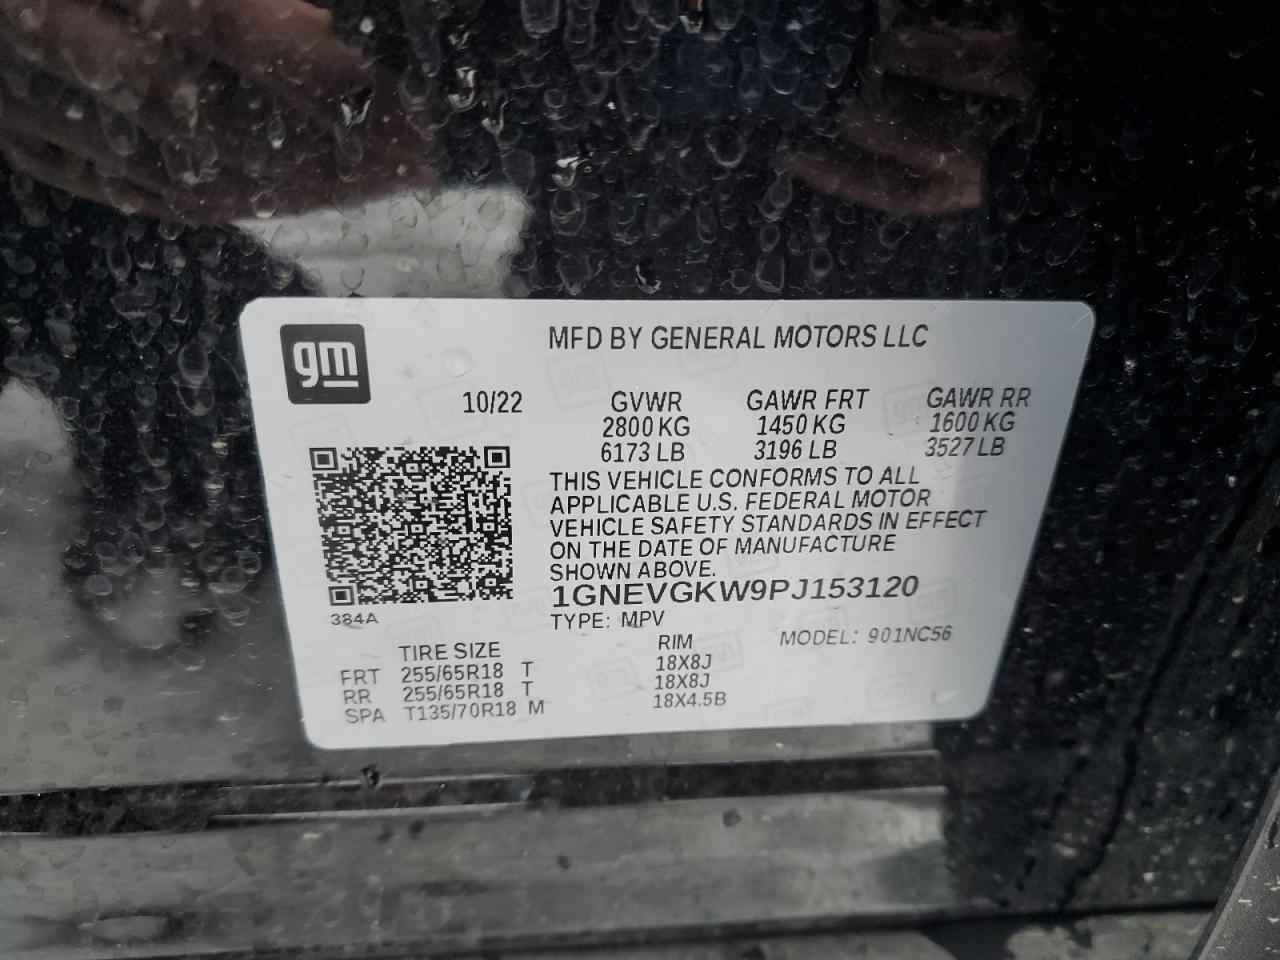 gm
MFD BY GENERAL MOTORS LLC
10/22 GVWR GAWR FRT GAWR RR
2800 KG 1450 KG 1600 KG
6173 LB 3196 LB 3527 LB
THIS VEHICLE CONFORMS TO ALL
APPLICABLE U.S. FEDERAL MOTOR
VEHICLE SAFETY STANDARDS IN EFFECT
ON THE DATE OF MANUFACTURE
SHOWN ABOVE.
1GNEVGKW9PJ153120
384A
TYPE: MPV MODEL: 901NC56
TIRE SIZE RIM
FRT 255/65R18 T 18X8J
RR 255/65R18 T 18X8J
SPA T135/70R18 M 18X4.5B